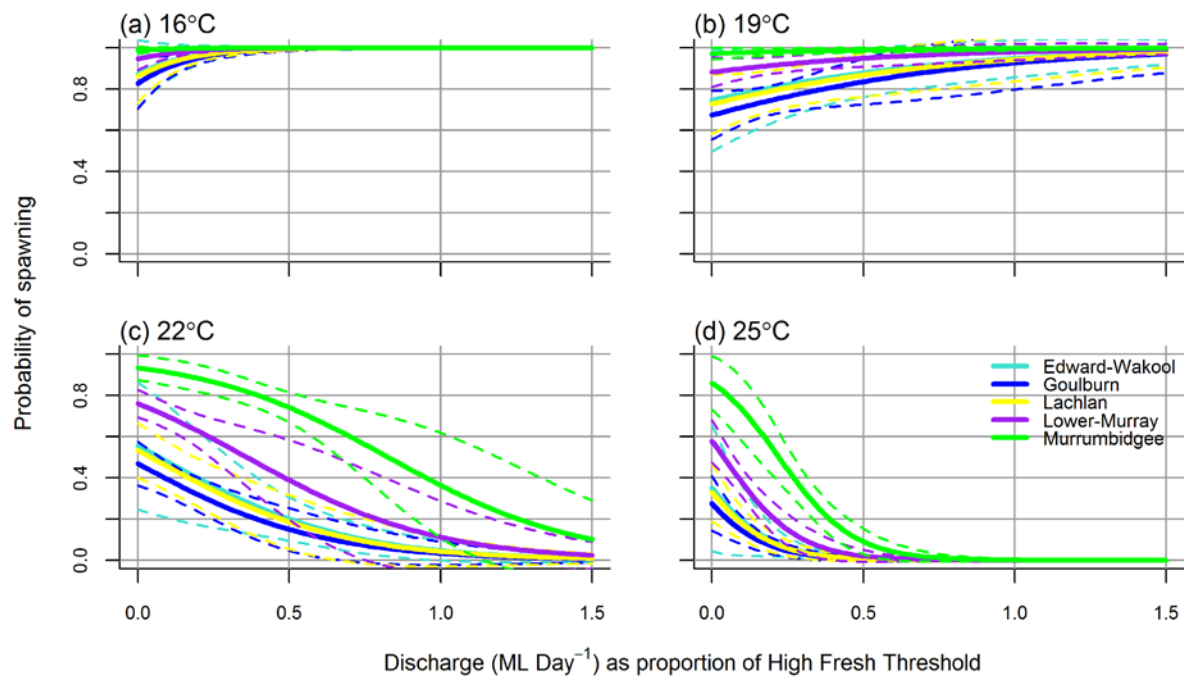 (a) 16°C
(b) 19°C
0.0 0.4 0.8
(c) 22°C
(d) 25°C
0.0 0.4 0.8
Edward-Wakool
Goulburn
Lachlan
Lower-Murray
Murrumbidgee
0.0 0.5 1.0 1.5
0.0 0.5 1.0 1.5
Probability of spawning
Discharge (ML Day⁻¹) as proportion of High Fresh Threshold